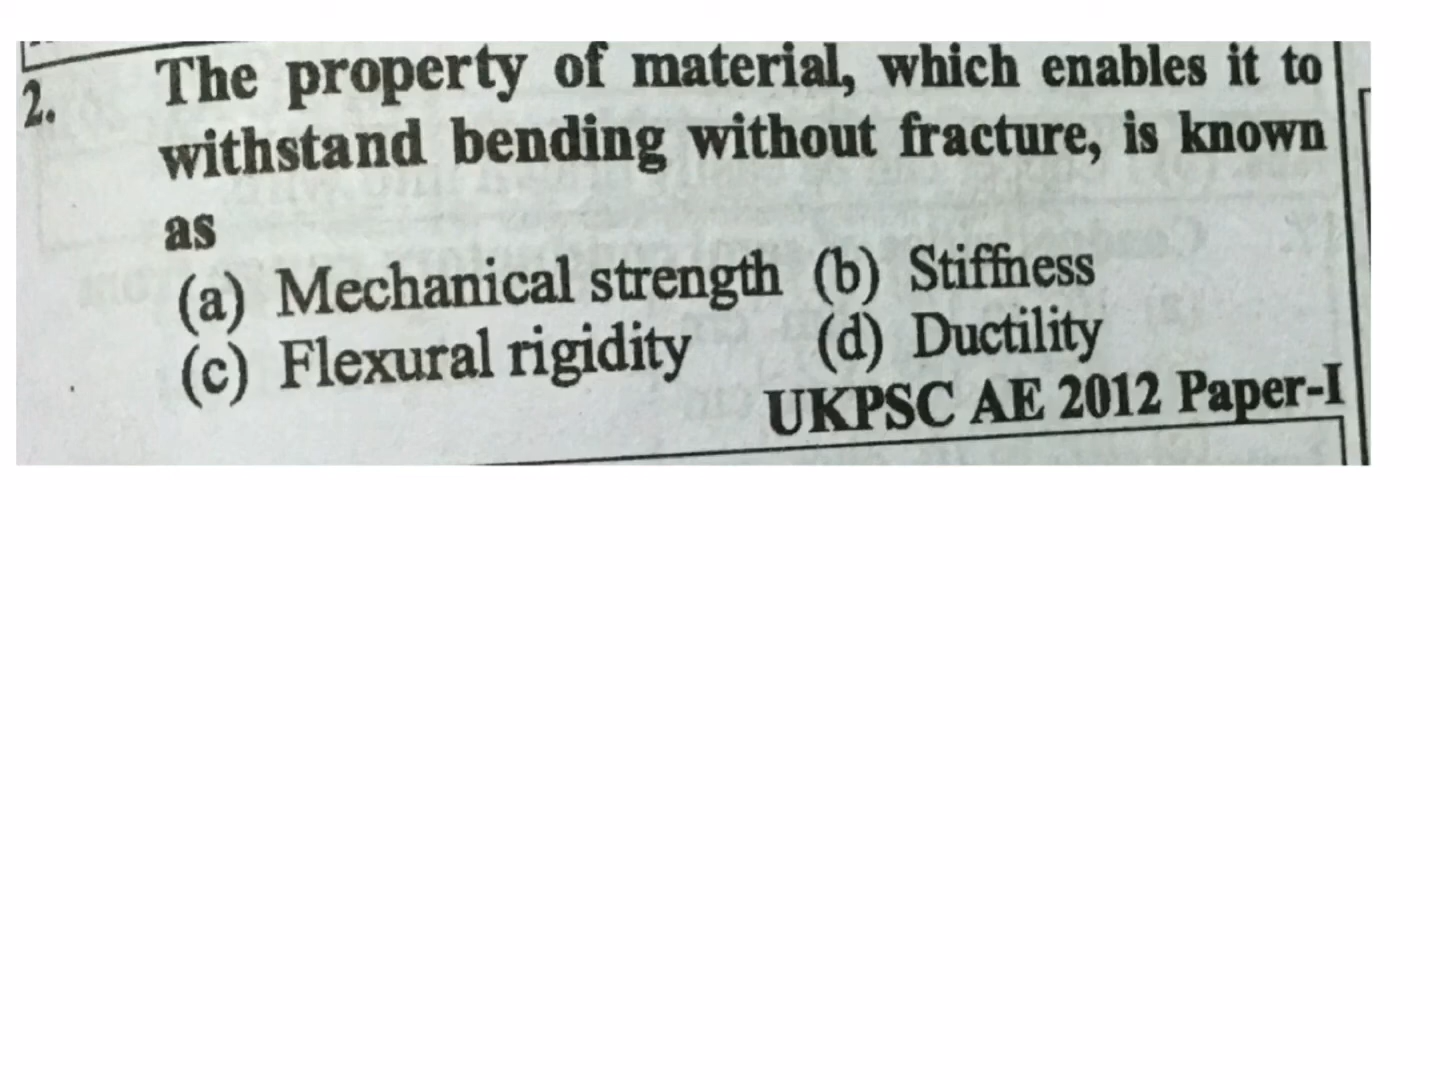 2. The property of material, which enables it to
withstand bending without fracture, is known
as
(a) Mechanical strength (b) Stiffness
(c) Flexural rigidity (d) Ductility
UKPSC AE 2012 Paper-I